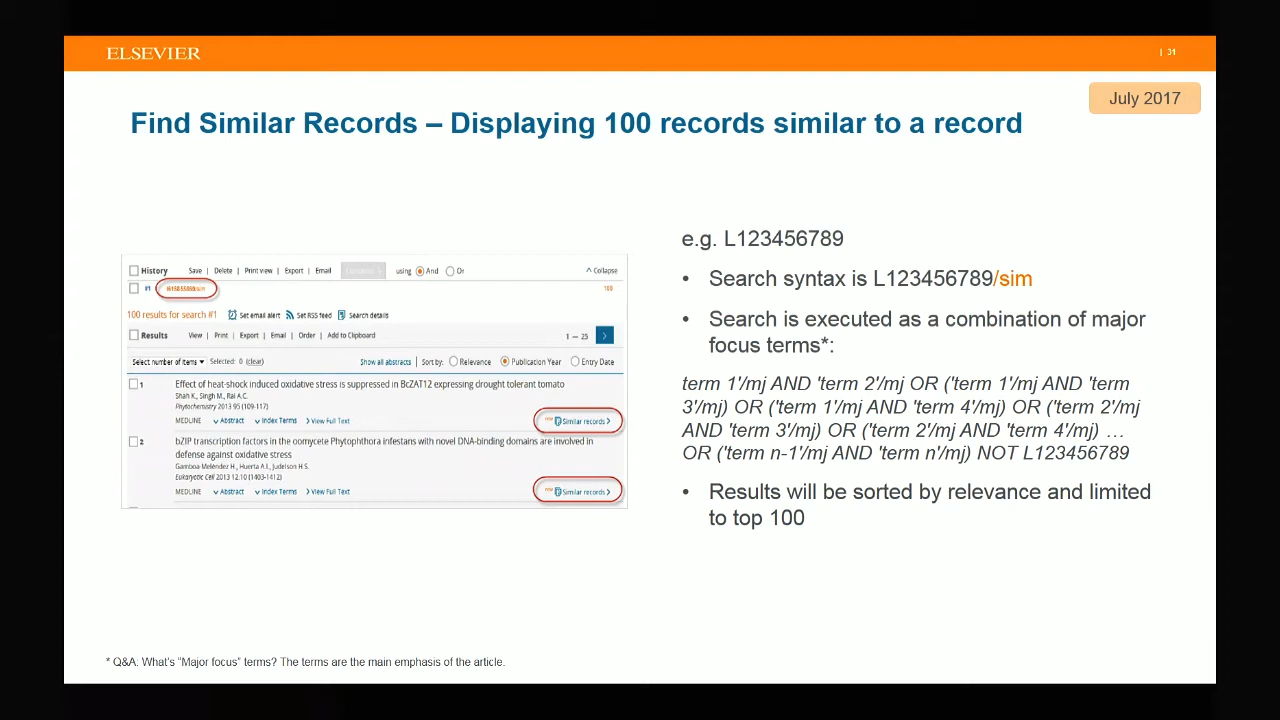 ELSEVIER
| 31
July 2017
Find Similar Records – Displaying 100 records similar to a record
History Save | Delete | Print view | Export | Email using And Or ^ Collapse
#1 /sim 100
100 results for search #1 Set email alert Set RSS feed Search details
Results View | Print | Export | Email | Order | Add to Clipboard 1 — 25 >
Select number of items ▾ Selected: 0 (clear) Show all abstracts | Sort by: Relevance Publication Year Entry Date
1 Effect of heat-shock induced oxidative stress is suppressed in BcZAT12 expressing drought tolerant tomato
Shah K., Singh M., Rai A.C.
Phytochemistry 2013 95 (109-117)
MEDLINE Abstract Index Terms View Full Text new Similar records >
2 bZIP transcription factors in the oomycete Phytophthora infestans with novel DNA-binding domains are involved in
defense against oxidative stress
Gamboa-Meléndez H., Huerta A.I., Judelson H.S.
Eukaryotic Cell 2013 12:10 (1403-1412)
MEDLINE Abstract Index Terms View Full Text new Similar records >
e.g. L123456789
• Search syntax is L123456789/sim
• Search is executed as a combination of major
focus terms*:
term 1'/mj AND 'term 2'/mj OR ('term 1'/mj AND 'term
3'/mj) OR ('term 1'/mj AND 'term 4'/mj) OR ('term 2'/mj
AND 'term 3'/mj) OR ('term 2'/mj AND 'term 4'/mj) …
OR ('term n-1'/mj AND 'term n'/mj) NOT L123456789
• Results will be sorted by relevance and limited
to top 100
* Q&A: What's "Major focus" terms? The terms are the main emphasis of the article.